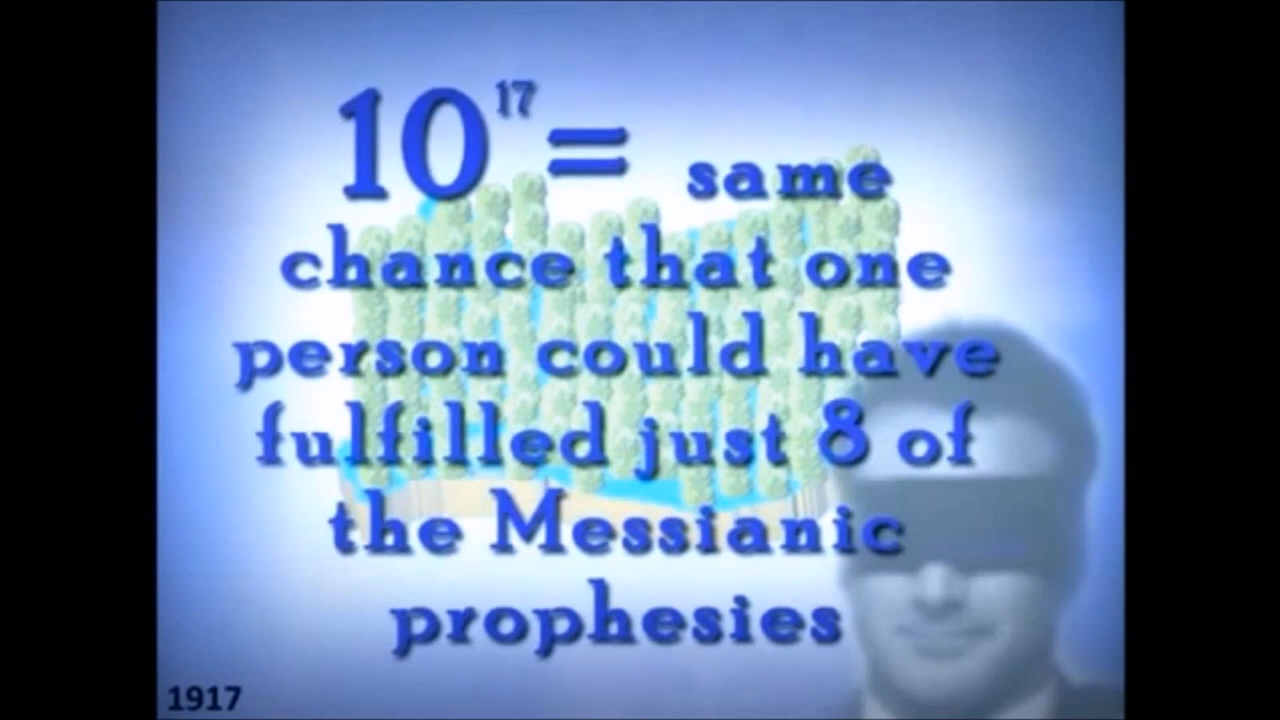 10¹⁷ = same
chance that one
person could have
fulfilled just 8 of
the Messianic
prophesies
1917